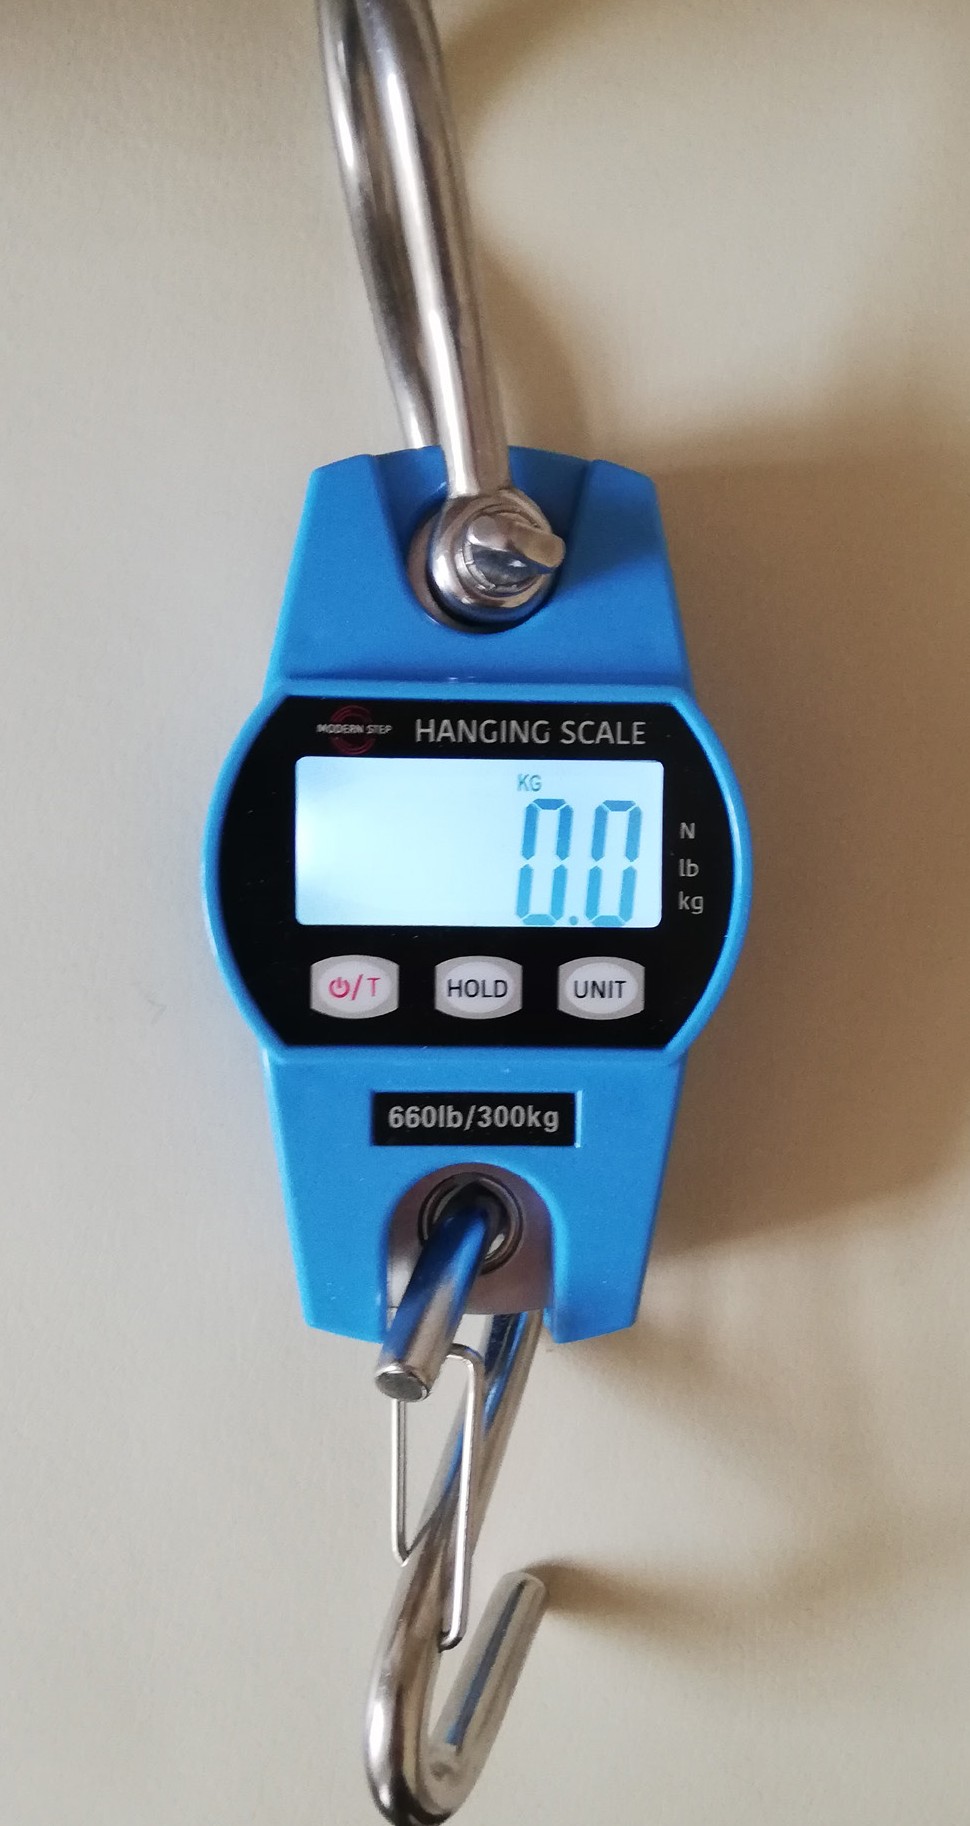 MODERN STEP HANGING SCALE
KG
0.0
N
lb
kg
⏻/T HOLD UNIT
660lb/300kg